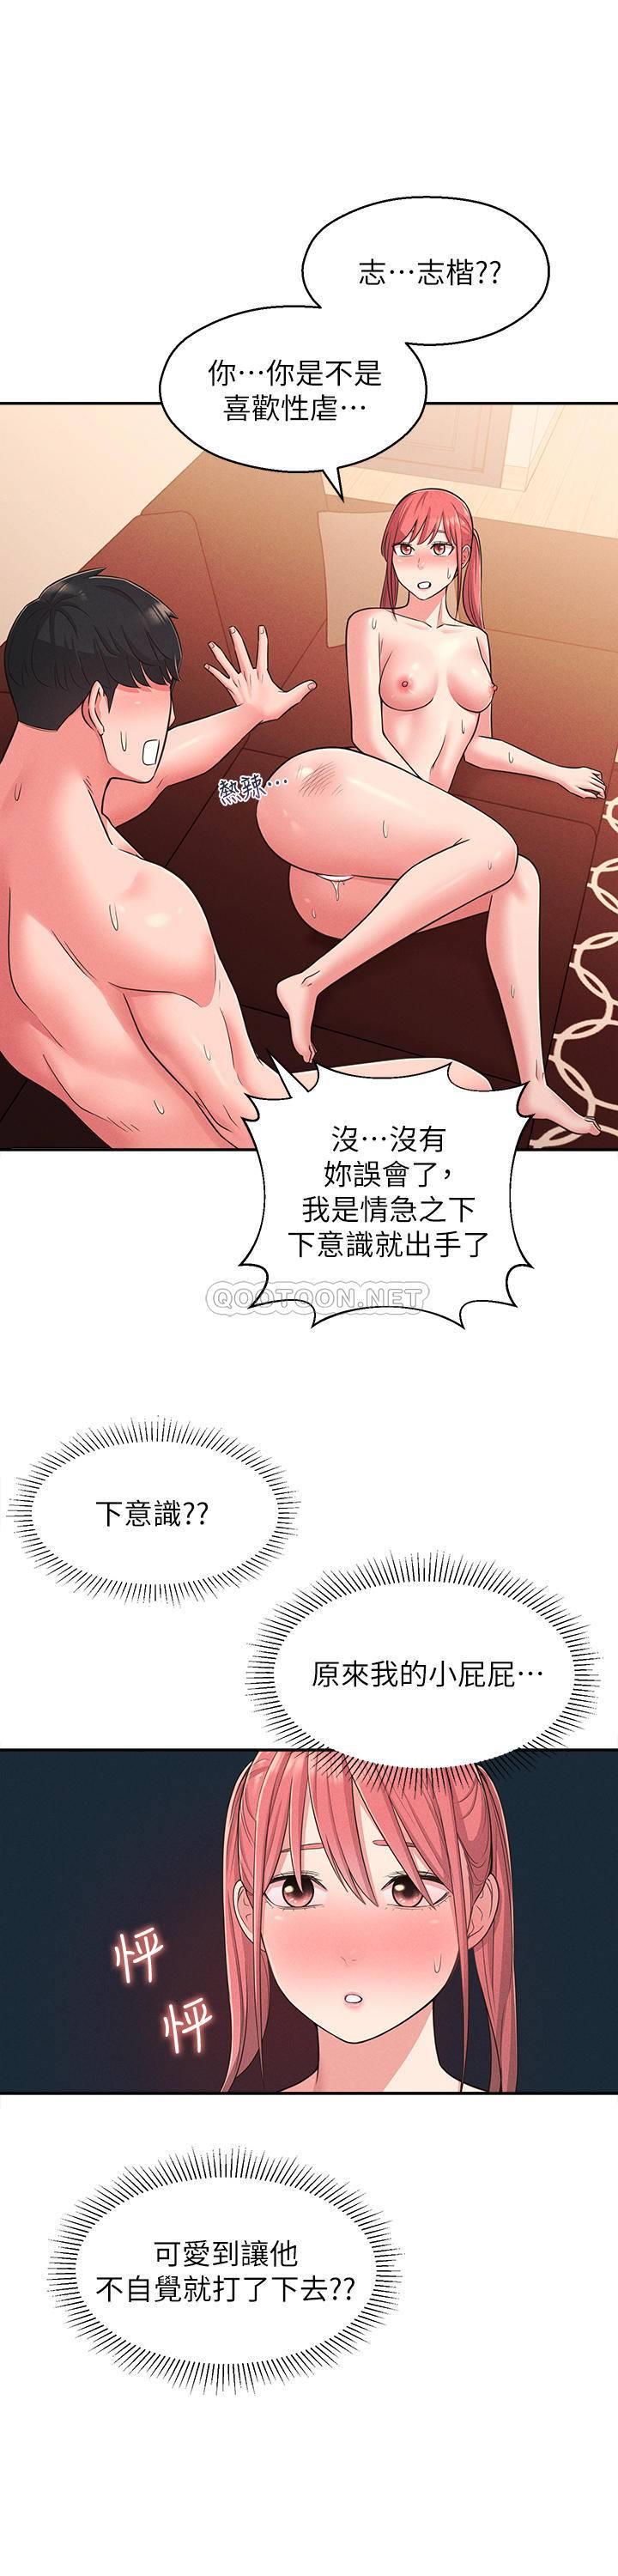 志⋯志楷??
你⋯你是不是
喜歡性虐⋯
熱辣⋯
沒⋯沒有
妳誤會了,
我是情急之下
下意識就出手了
QOOTOON.NET
下意識??
原來我的小屁屁⋯
怦
怦
可愛到讓他
不自覺就打了下去??